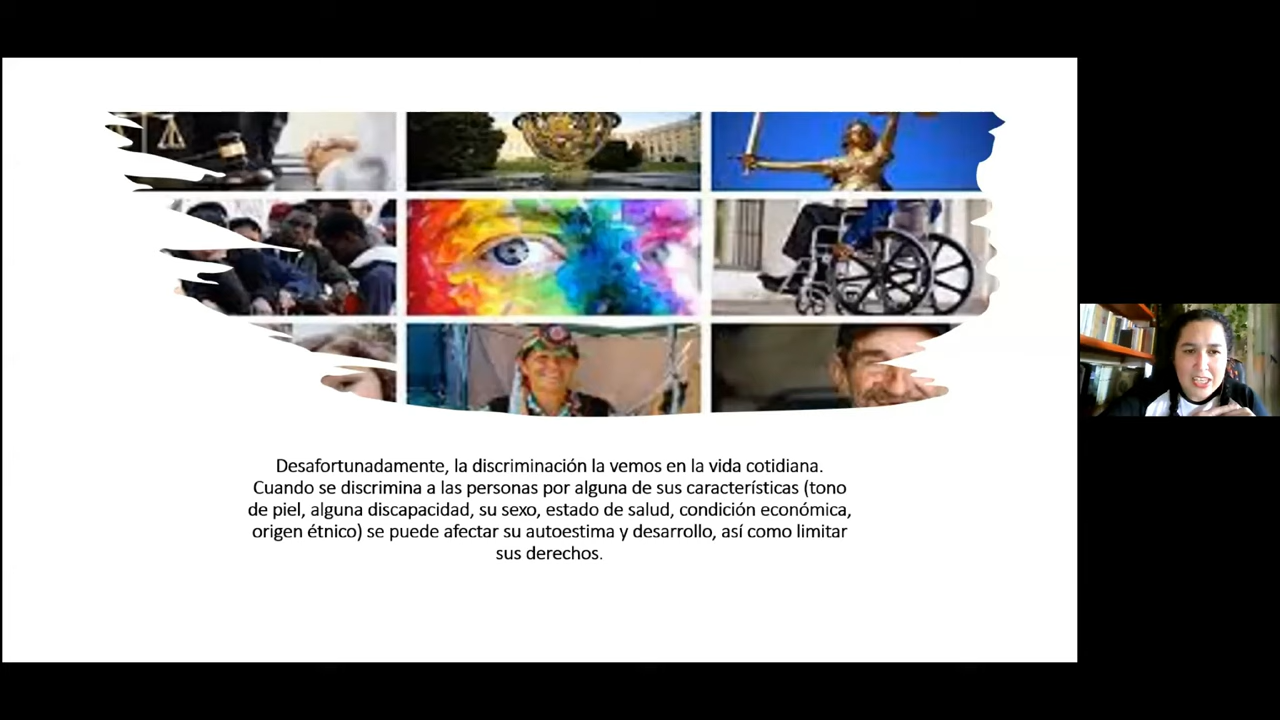 Desafortunadamente, la discriminación la vemos en la vida cotidiana.
Cuando se discrimina a las personas por alguna de sus características (tono
de piel, alguna discapacidad, su sexo, estado de salud, condición económica,
origen étnico) se puede afectar su autoestima y desarrollo, así como limitar
sus derechos.